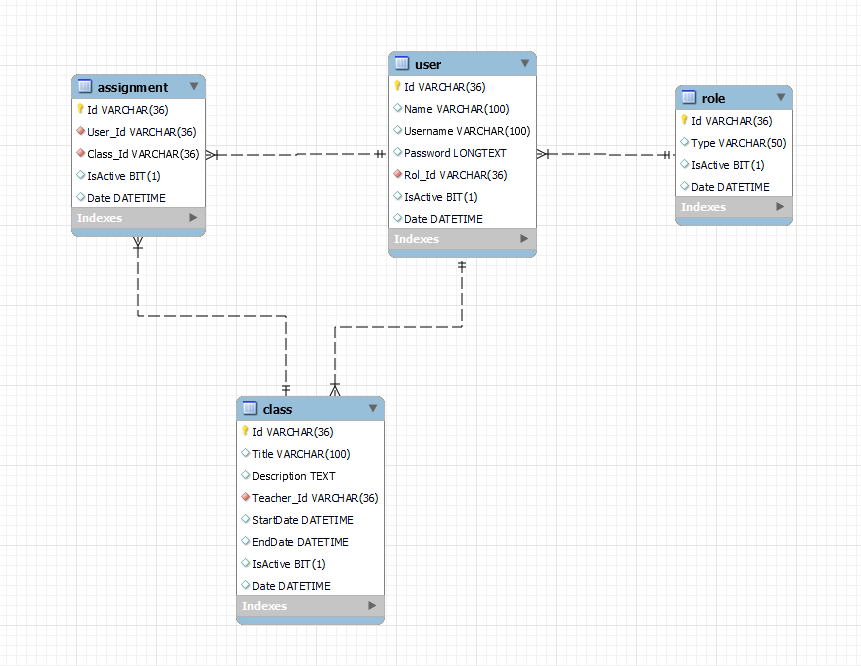 assignment
Id VARCHAR(36)
User_Id VARCHAR(36)
Class_Id VARCHAR(36)
IsActive BIT(1)
Date DATETIME
Indexes
user
Id VARCHAR(36)
Name VARCHAR(100)
Username VARCHAR(100)
Password LONGTEXT
Rol_Id VARCHAR(36)
IsActive BIT(1)
Date DATETIME
Indexes
role
Id VARCHAR(36)
Type VARCHAR(50)
IsActive BIT(1)
Date DATETIME
Indexes
class
Id VARCHAR(36)
Title VARCHAR(100)
Description TEXT
Teacher_Id VARCHAR(36)
StartDate DATETIME
EndDate DATETIME
IsActive BIT(1)
Date DATETIME
Indexes